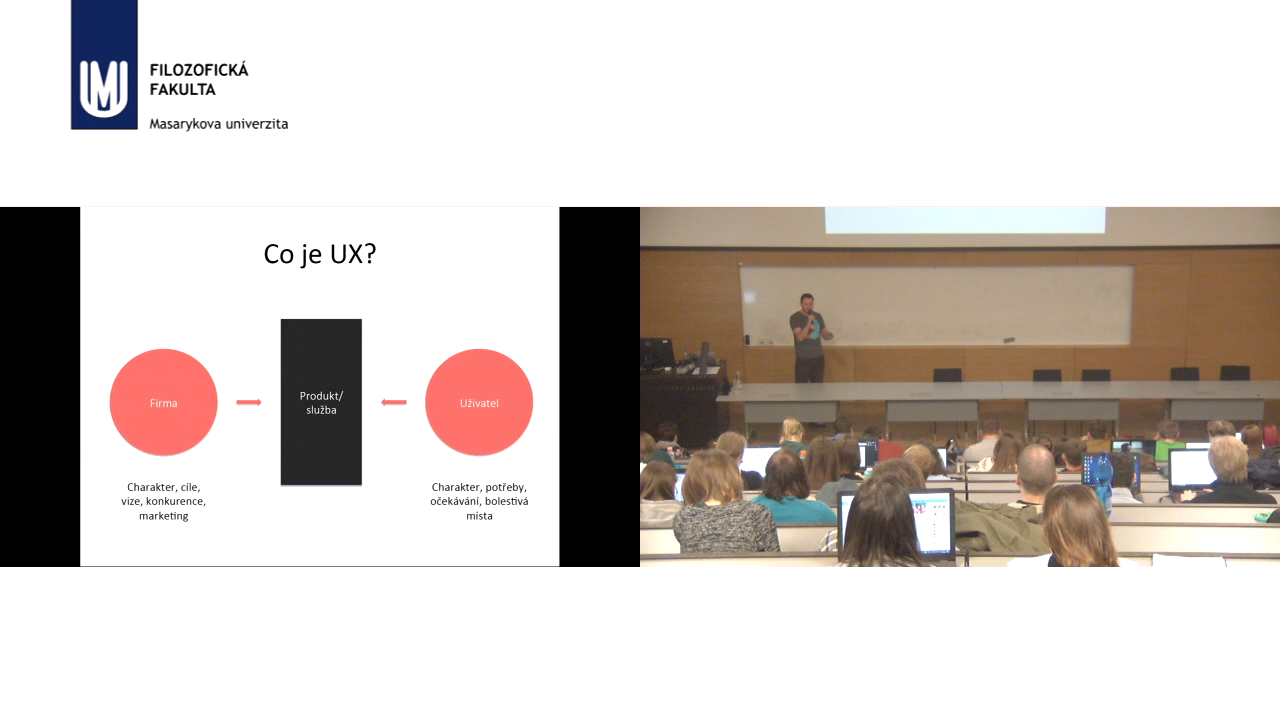 FILOZOFICKÁ
FAKULTA
Masarykova univerzita
Co je UX?
Firma
Produkt/
služba
Uživatel
Charakter, cíle,
vize, konkurence,
marketing
Charakter, potřeby,
očekávání, bolestivá
místa